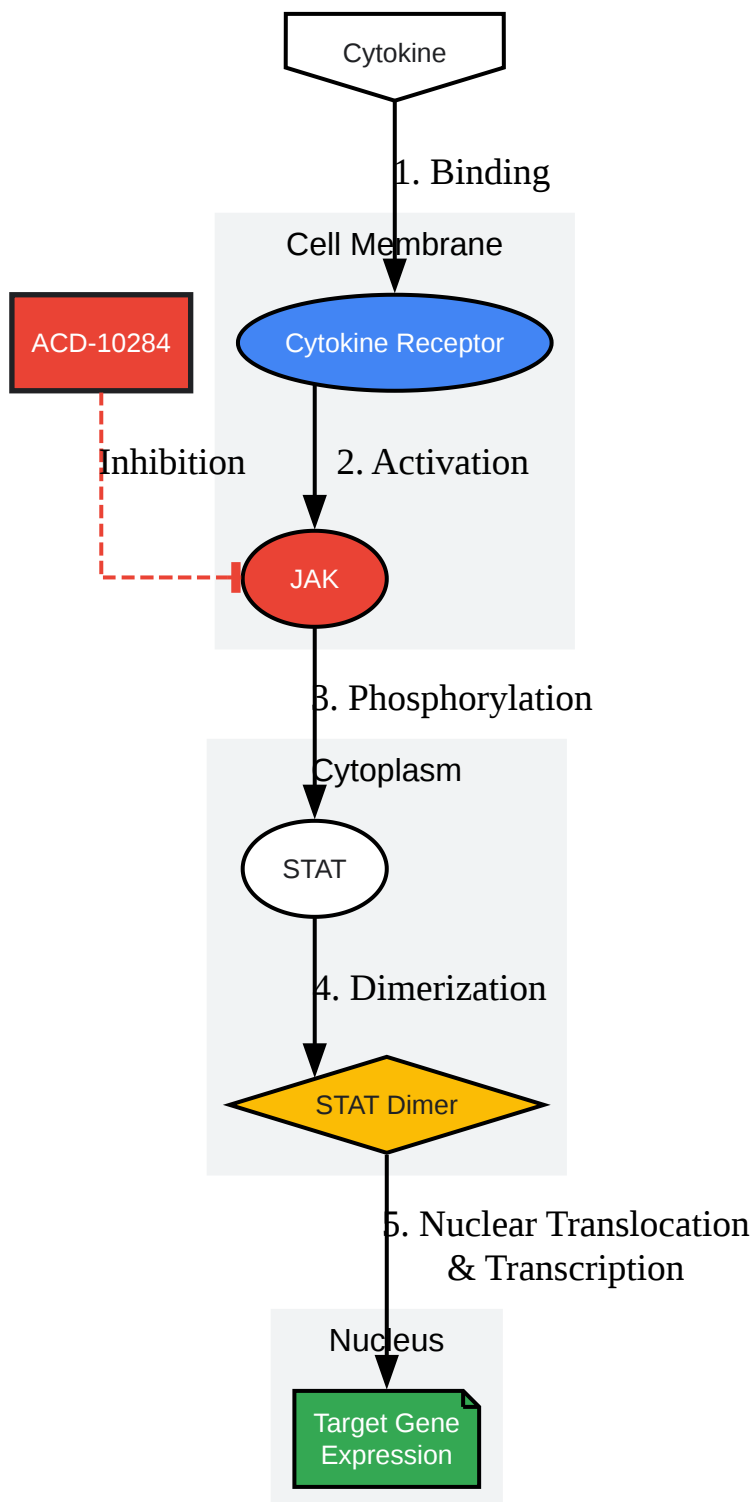 Cytokine
1. Binding
Cell Membrane
ACD-10284
Cytokine Receptor
Inhibition
2. Activation
JAK
3. Phosphorylation
Cytoplasm
STAT
4. Dimerization
STAT Dimer
5. Nuclear Translocation
& Transcription
Nucleus
Target Gene
Expression